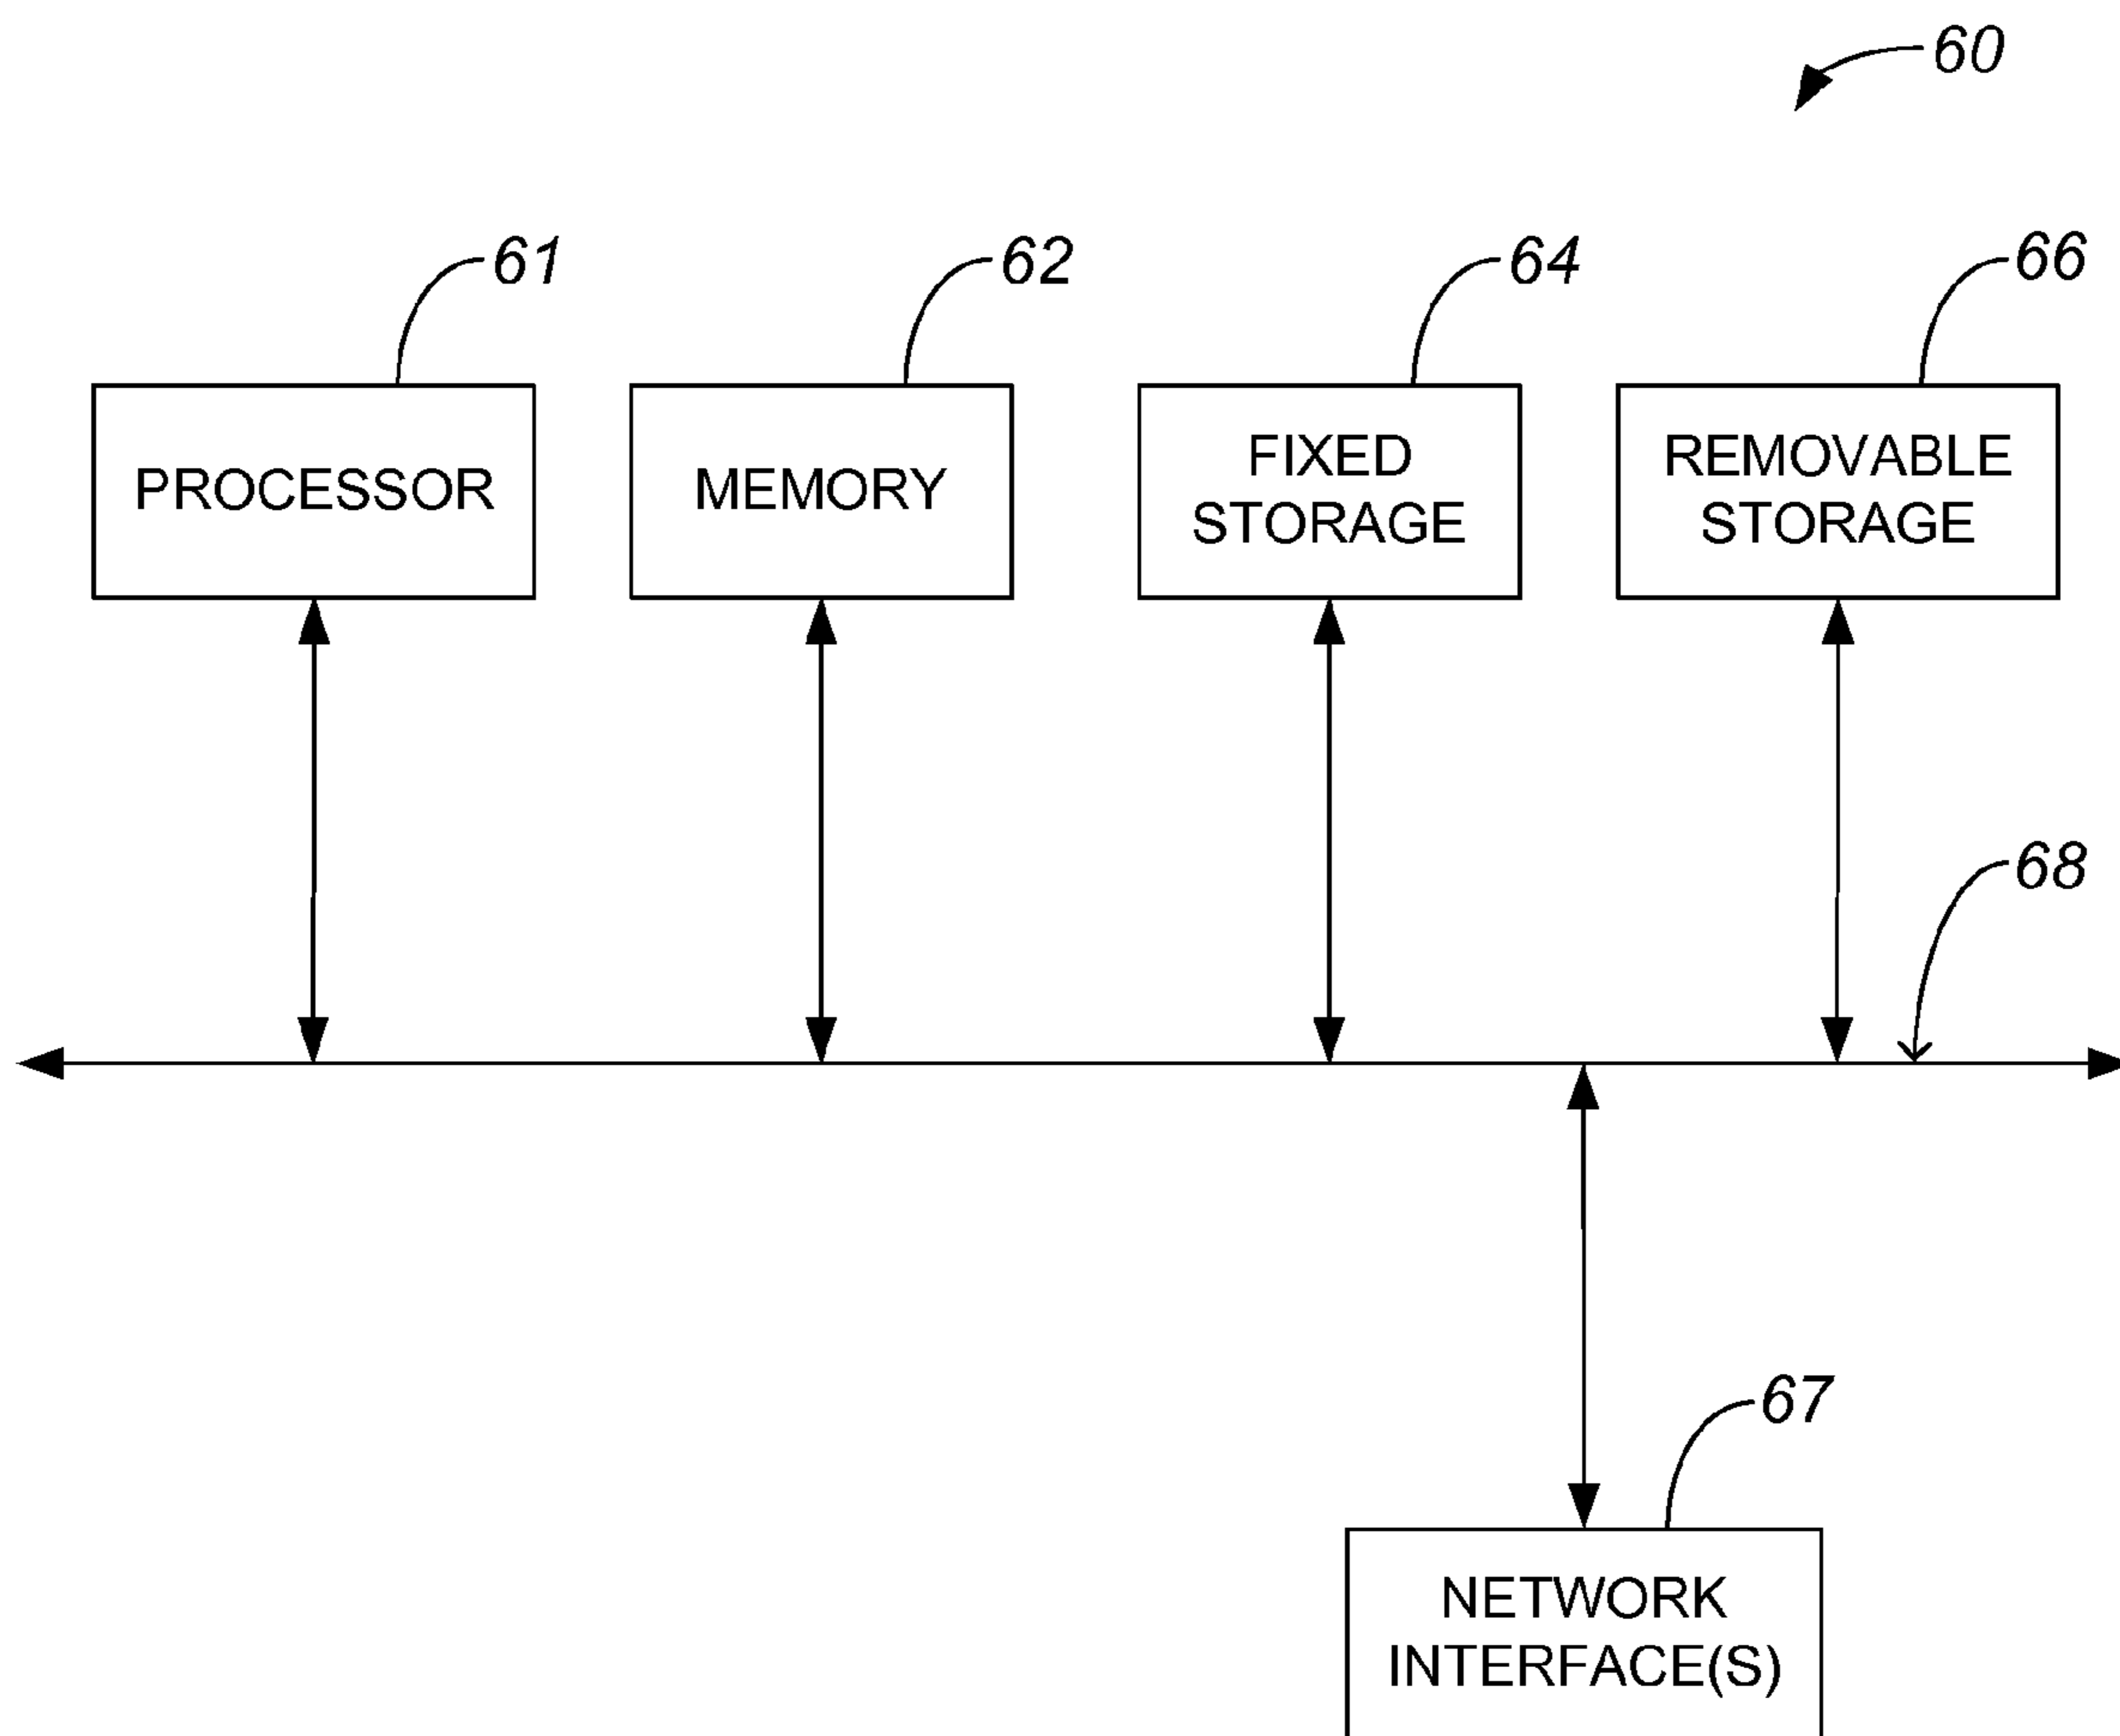 60
61
62
64
66
PROCESSOR
MEMORY
FIXED
STORAGE
REMOVABLE
STORAGE
68
67
NETWORK
INTERFACE(S)